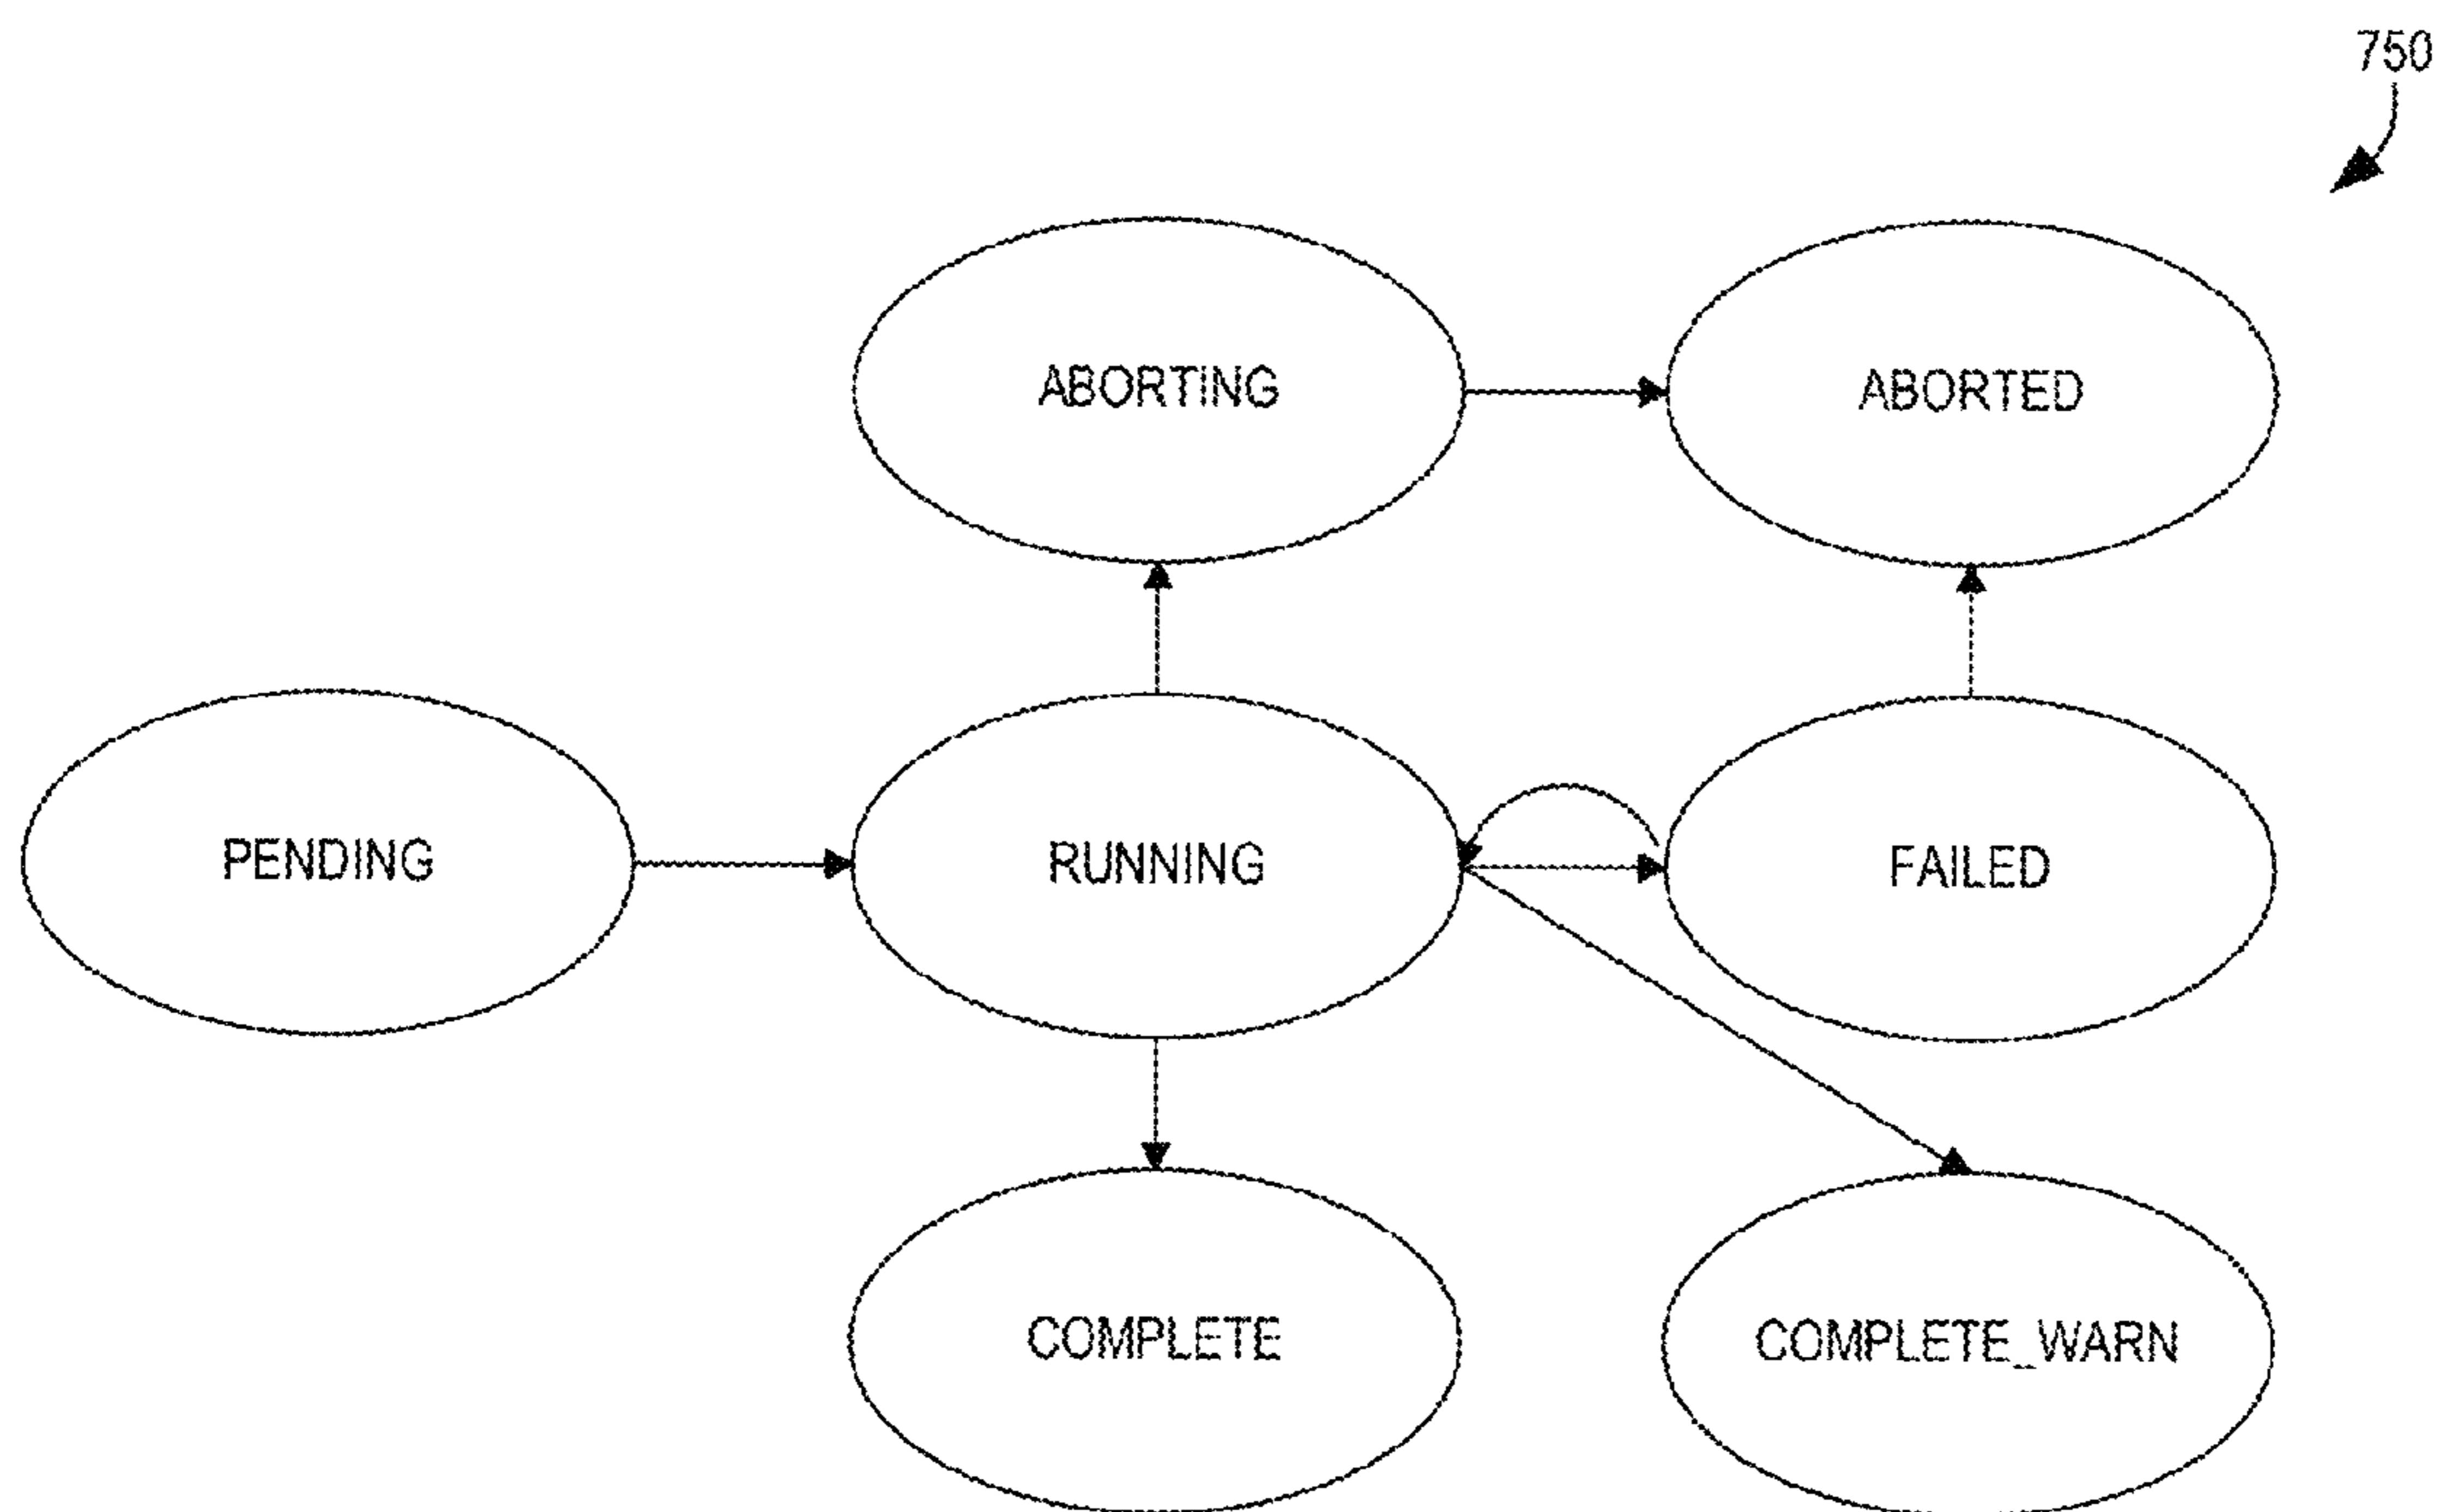 750
ABORTING
ABORTED
PENDING
RUNNING
FAILED
COMPLETE
COMPLETE_WARN